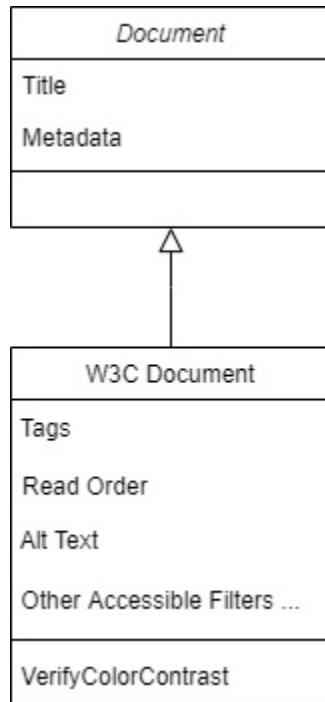 Document
Title
Metadata
W3C Document
Tags
Read Order
Alt Text
Other Accessible Filters ...
VerifyColorContrast